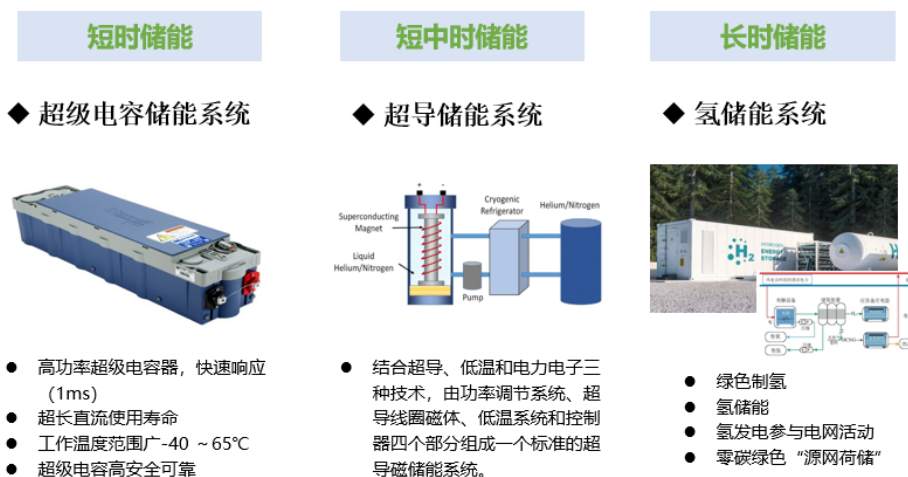 短时储能
短中时储能
长时储能
◆ 超级电容储能系统
◆ 超导储能系统
◆ 氢储能系统
+ -
Superconducting
Magnet
Liquid
Helium/Nitrogen
Cryogenic
Refrigerator
Helium/Nitrogen
Pump
H2
HYDROGEN
ENERGY
STORAGE
H
● 高功率超级电容器，快速响应
（1ms）
● 超长直流使用寿命
● 工作温度范围广-40 ～65℃
● 超级电容高安全可靠
● 结合超导、低温和电力电子三
种技术，由功率调节系统、超
导线圈磁体、低温系统和控制
器四个部分组成一个标准的超
导磁储能系统。
● 绿色制氢
● 氢储能
● 氢发电参与电网活动
● 零碳绿色“源网荷储”